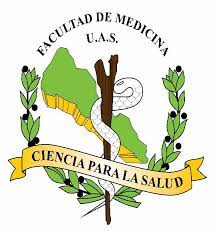 FACULTAD DE MEDICINA
U.A.S.
CIENCIA PARA LA SALUD